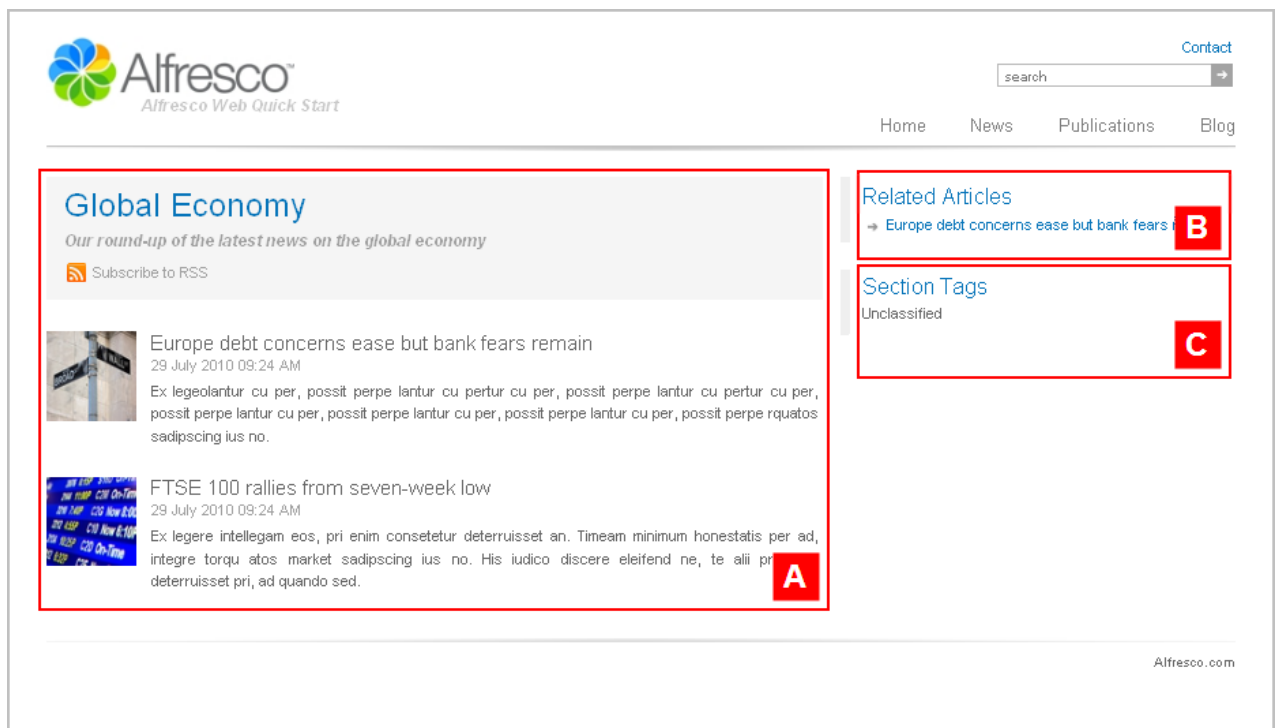 Contact
Alfresco™
Alfresco Web Quick Start
search
Home News Publications Blog
Global Economy
Our round-up of the latest news on the global economy
Subscribe to RSS
Related Articles
Europe debt concerns ease but bank fears
B
Section Tags
Unclassified
C
Europe debt concerns ease but bank fears remain
29 July 2010 09:24 AM
Ex legeolantur cu per, possit perpe lantur cu pertur cu per, possit perpe lantur cu pertur cu per,
possit perpe lantur cu per, possit perpe lantur cu per, possit perpe lantur cu per, possit perpe rquatos
sadipscing ius no.
FTSE 100 rallies from seven-week low
29 July 2010 09:24 AM
Ex legere intellegam eos, pri enim consetetur deterruisset an. Timeam minimum honestatis per ad,
integre torqu atos market sadipscing ius no. His iudico discere eleifend ne, te alii
deterruisset pri, ad quando sed.
A
Alfresco.com